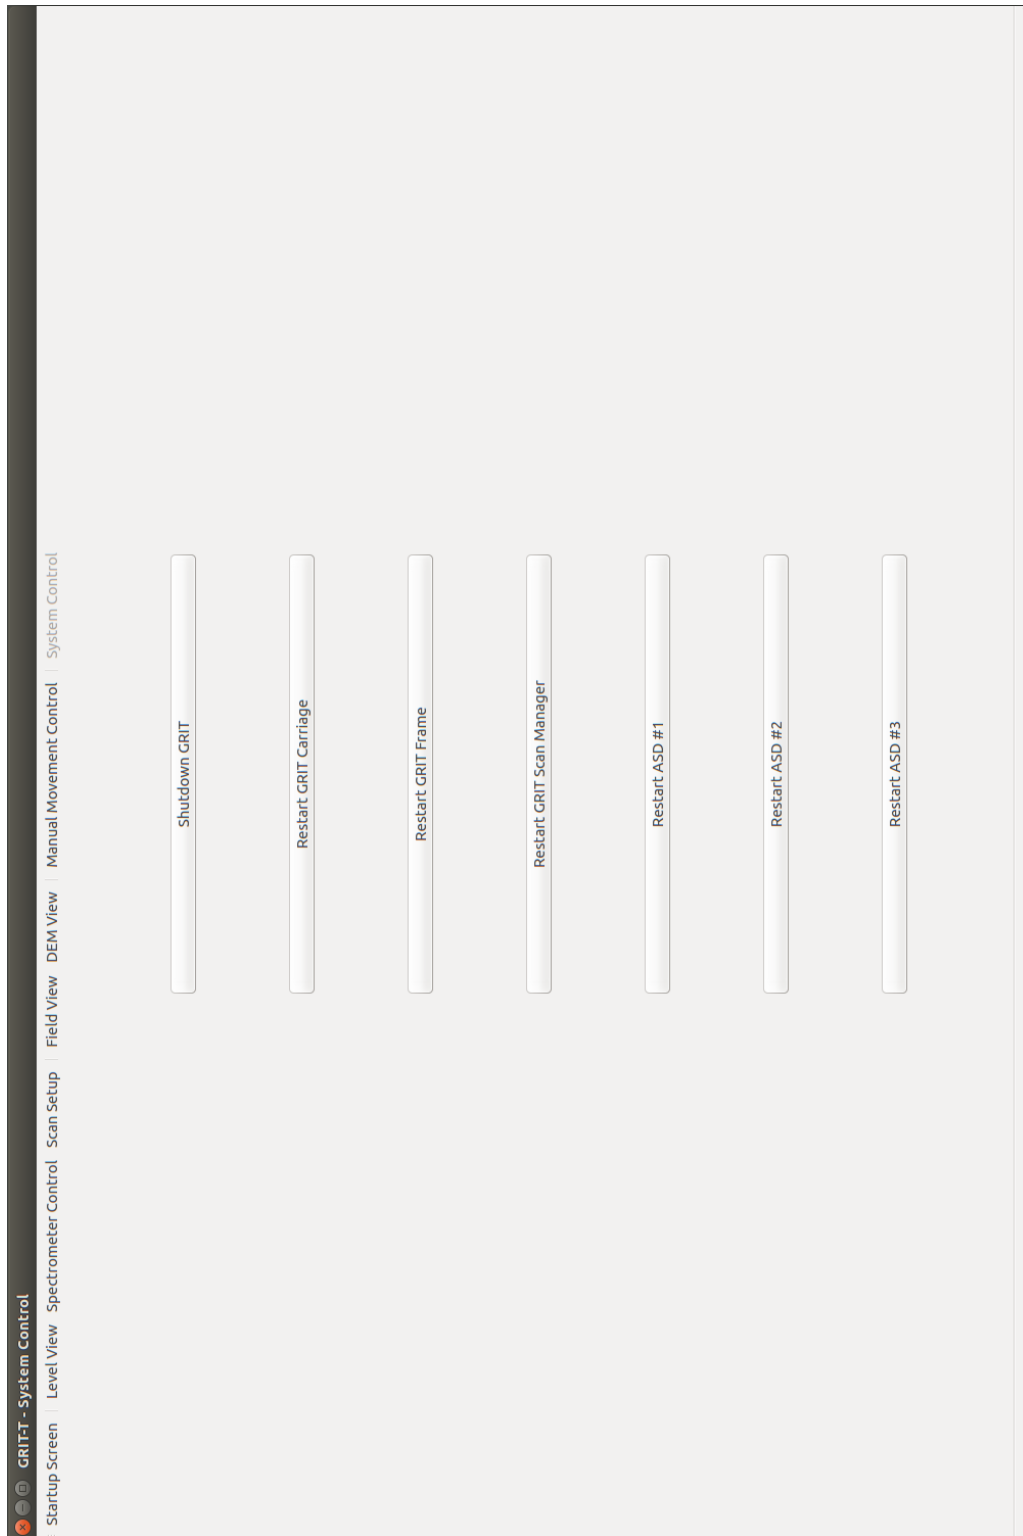 GRIT-T - System Control
Startup Screen Level View Spectrometer Control Scan Setup Field View DEM View Manual Movement Control System Control
Shutdown GRIT
Restart GRIT Carriage
Restart GRIT Frame
Restart GRIT Scan Manager
Restart ASD #1
Restart ASD #2
Restart ASD #3